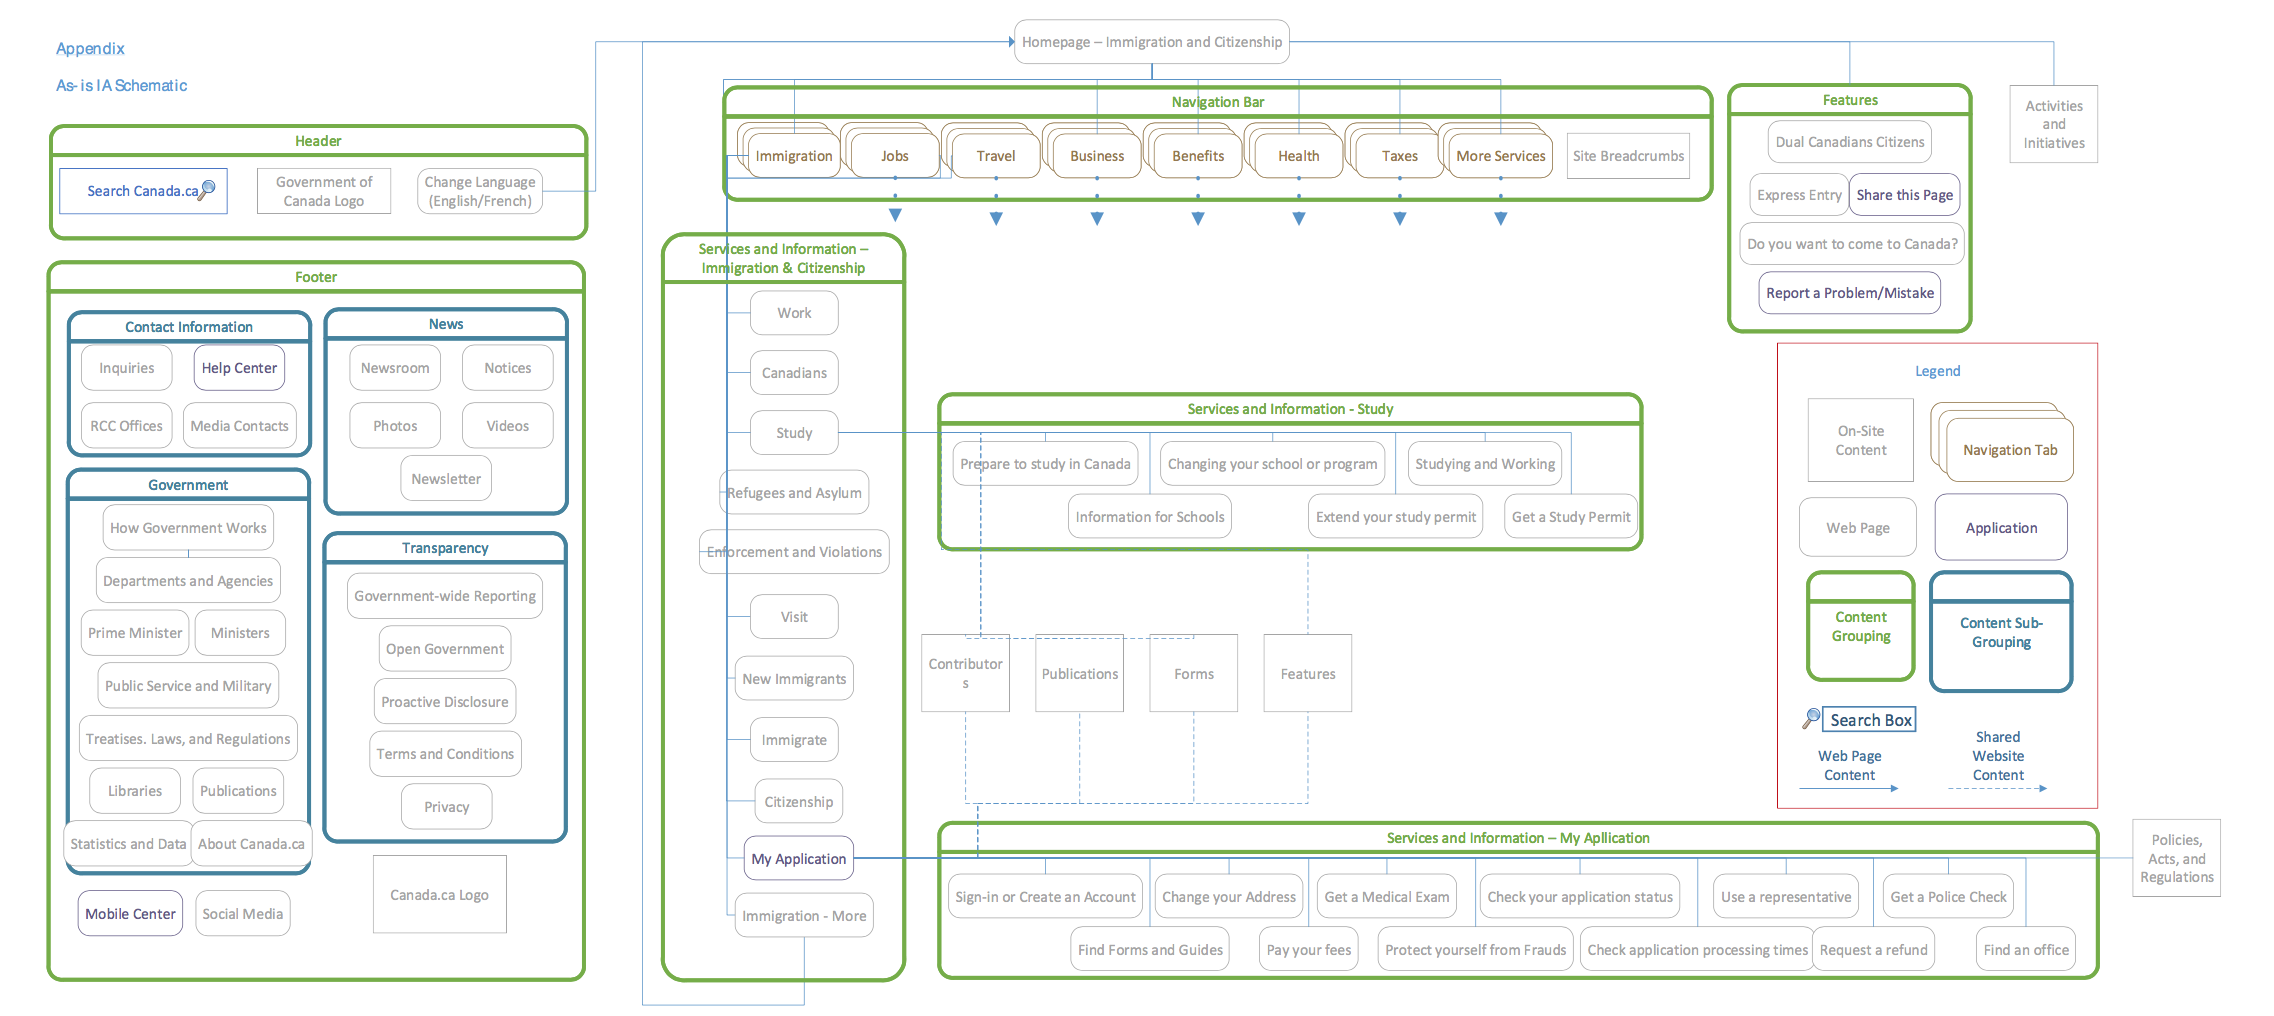 Appendix
As-is IA Schematic
Homepage – Immigration and Citizenship
Header
Search Canada.ca
Government of
Canada Logo
Change Language
(English/French)
Navigation Bar
Immigration
Jobs
Travel
Business
Benefits
Health
Taxes
More Services
Site Breadcrumbs
Features
Dual Canadians Citizens
Express Entry
Share this Page
Do you want to come to Canada?
Report a Problem/Mistake
Activities
and
Initiatives
Footer
Contact Information
Inquiries
Help Center
RCC Offices
Media Contacts
News
Newsroom
Notices
Photos
Videos
Newsletter
Government
How Government Works
Departments and Agencies
Prime Minister
Ministers
Public Service and Military
Treatises. Laws, and Regulations
Libraries
Publications
Statistics and Data
About Canada.ca
Transparency
Government-wide Reporting
Open Government
Proactive Disclosure
Terms and Conditions
Privacy
Mobile Center
Social Media
Canada.ca Logo
Services and Information –
Immigration & Citizenship
Work
Canadians
Study
Refugees and Asylum
Enforcement and Violations
Visit
New Immigrants
Immigrate
Citizenship
My Application
Immigration - More
Services and Information - Study
Prepare to study in Canada
Changing your school or program
Studying and Working
Information for Schools
Extend your study permit
Get a Study Permit
Contributor
s
Publications
Forms
Features
Services and Information – My Apllication
Sign-in or Create an Account
Change your Address
Get a Medical Exam
Check your application status
Use a representative
Get a Police Check
Find Forms and Guides
Pay your fees
Protect yourself from Frauds
Check application processing times
Request a refund
Find an office
Policies,
Acts, and
Regulations
Legend
On-Site
Content
Navigation Tab
Web Page
Application
Content
Grouping
Content Sub-
Grouping
Search Box
Web Page
Content
Shared
Website
Content